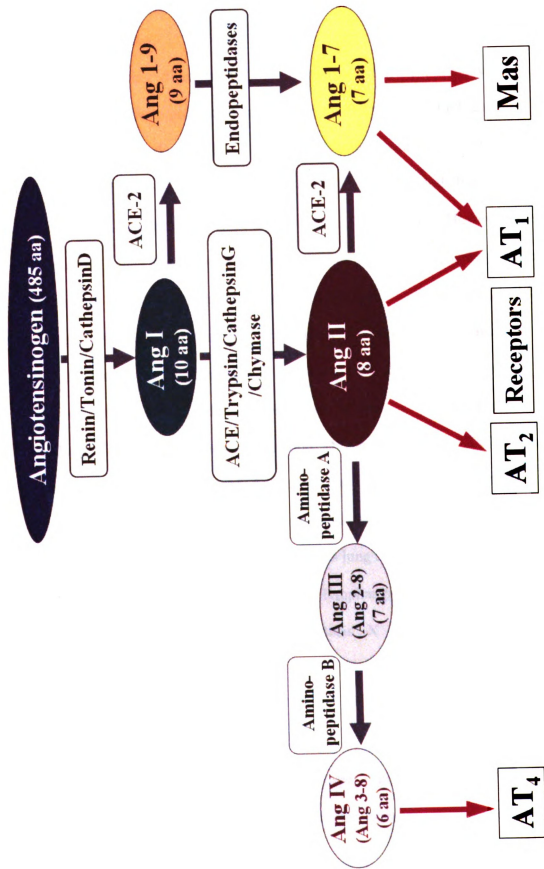 Angiotensinogen (485 aa)
Renin/Tonin/CathepsinD
Ang I
(10 aa)
ACE-2
Ang 1-9
(9 aa)
ACE/Trypsin/CathepsinG
/Chymase
Endopeptidases
Ang II
(8 aa)
ACE-2
Ang 1-7
(7 aa)
Amino-
peptidase A
Ang III
(Ang 2-8)
(7 aa)
Amino-
peptidase B
Ang IV
(Ang 3-8)
(6 aa)
AT4
AT2
Receptors
AT1
Mas